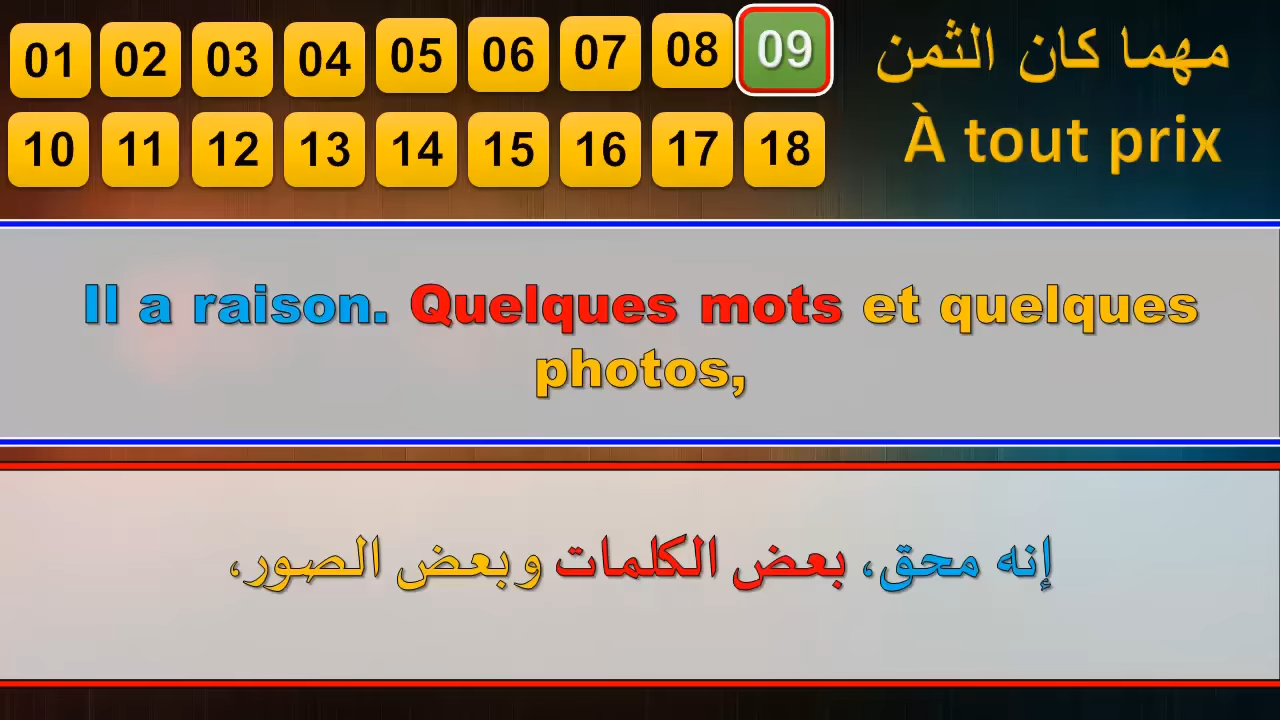 01 02 03 04 05 06 07 08 09
10 11 12 13 14 15 16 17 18
مهما كان الثمن
À tout prix
Il a raison. Quelques mots et quelques
photos,
إنه محق، بعض الكلمات وبعض الصور،